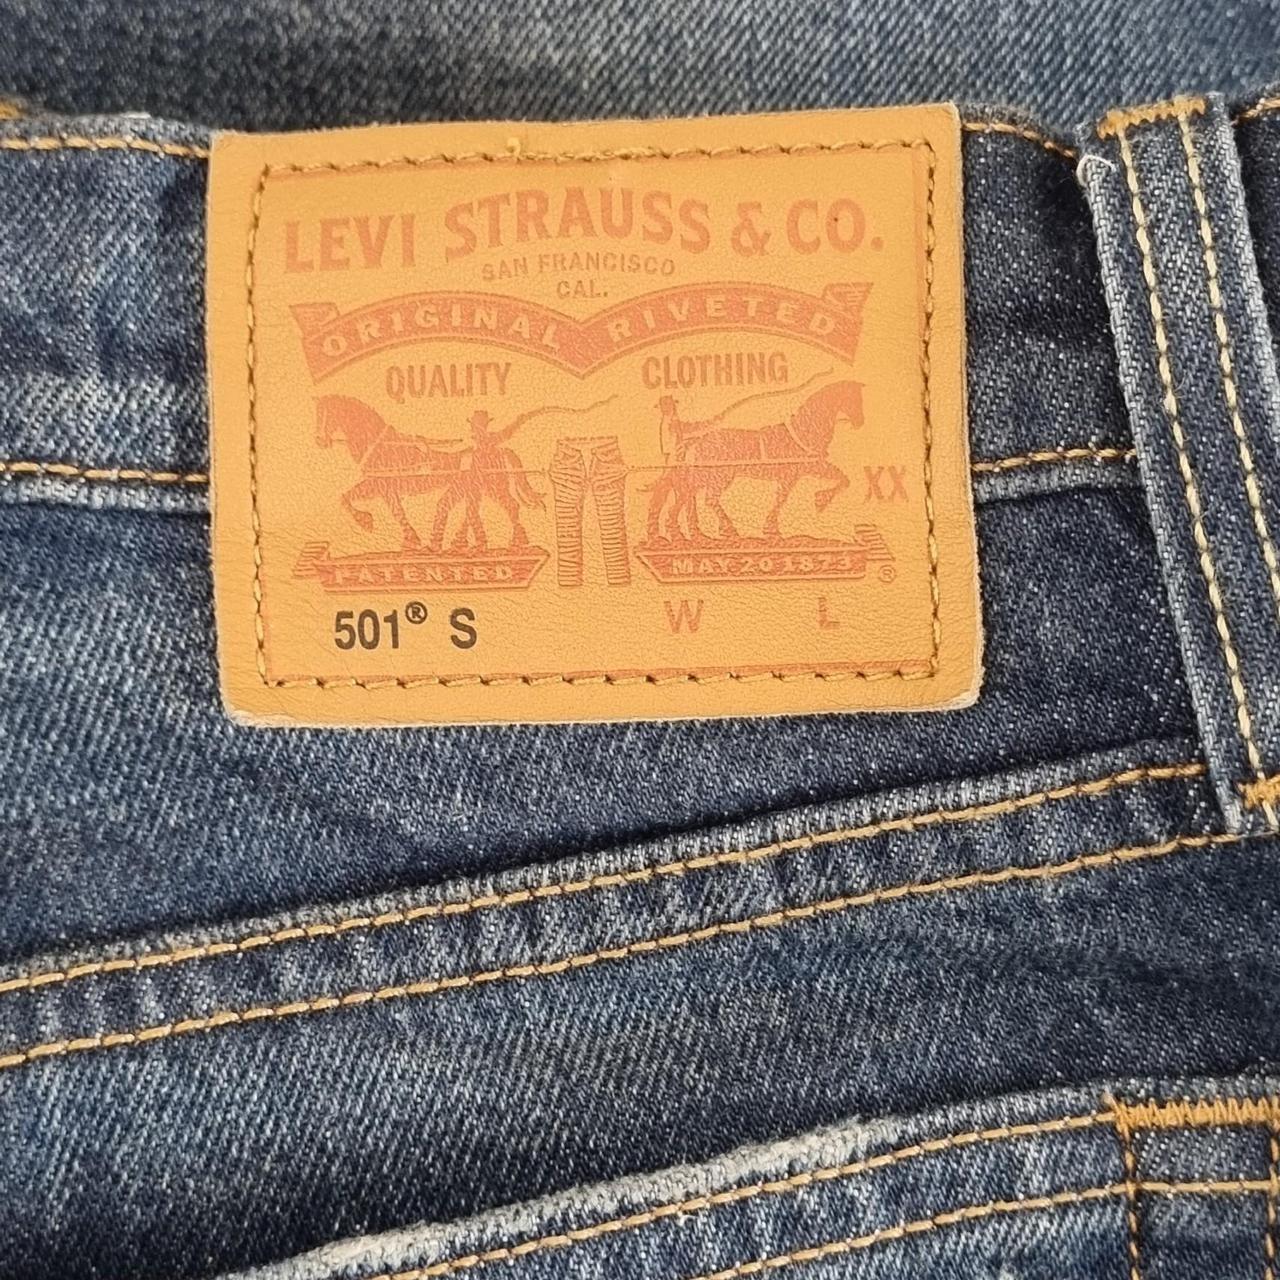 LEVI STRAUSS & CO.
SAN FRANCISCO
CAL.
ORIGINAL RIVETED
QUALITY CLOTHING
XX
PATENTED MAY 20 1873 ®
501® S W L